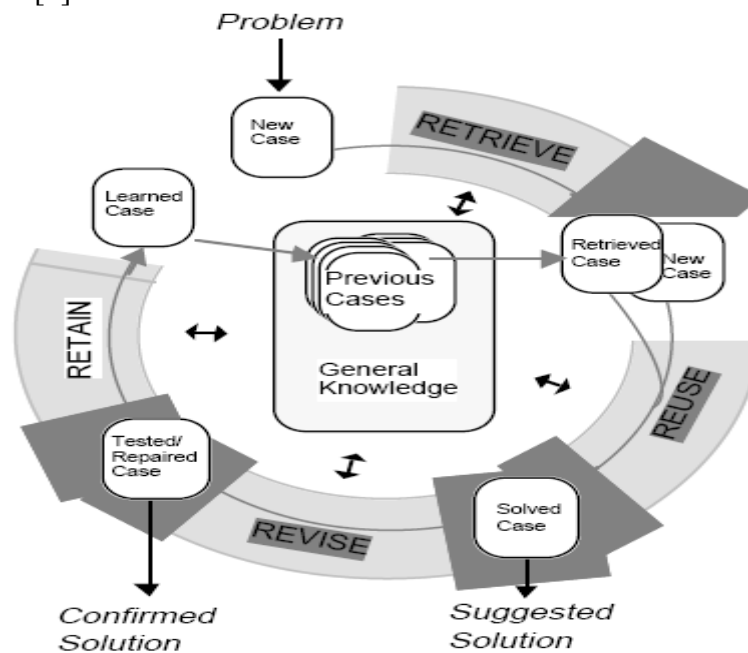 Problem
New
Case
RETRIEVE
Learned
Case
Retrieved
Case
New
Case
Previous
Cases
General
Knowledge
RETAIN
REUSE
Tested/
Repaired
Case
REVISE
Solved
Case
Confirmed
Solution
Suggested
Solution